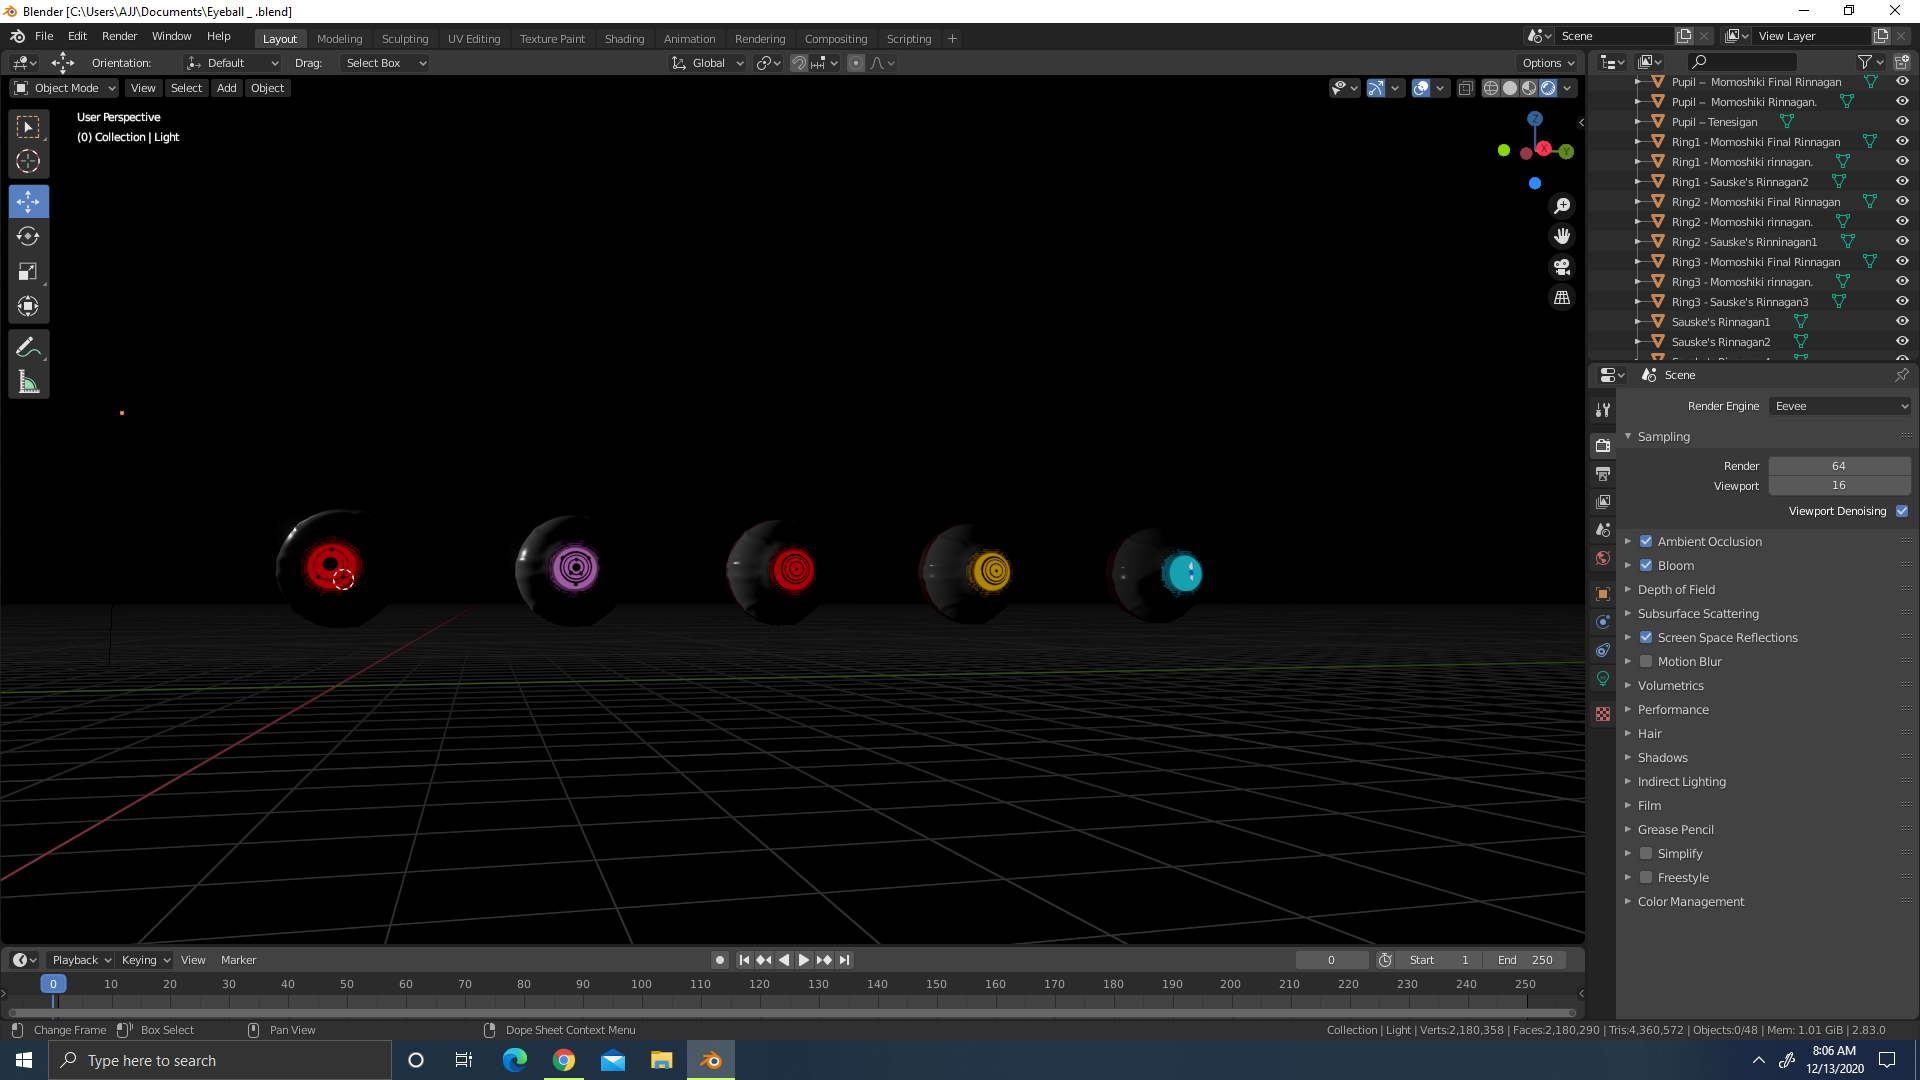 Blender [C:\Users\AJJ\Documents\Eyeball _ .blend]
File Edit Render Window Help Layout Modeling Sculpting UV Editing Texture Paint Shading Animation Rendering Compositing Scripting + Scene View Layer
Orientation: Default Drag: Select Box Global Options
Object Mode View Select Add Object
User Perspective
(0) Collection | Light
Z
X
Y
Pupil – Momoshiki Final Rinnagan
Pupil – Momoshiki Rinnagan.
Pupil – Tenesigan
Ring1 - Momoshiki Final Rinnagan
Ring1 - Momoshiki rinnagan.
Ring1 - Sauske's Rinnagan2
Ring2 - Momoshiki Final Rinnagan
Ring2 - Momoshiki rinnagan.
Ring2 - Sauske's Rinninagan1
Ring3 - Momoshiki Final Rinnagan
Ring3 - Momoshiki rinnagan.
Ring3 - Sauske's Rinnagan3
Sauske's Rinnagan1
Sauske's Rinnagan2
Scene
Render Engine Eevee
Sampling
Render 64
Viewport 16
Viewport Denoising
Ambient Occlusion
Bloom
Depth of Field
Subsurface Scattering
Screen Space Reflections
Motion Blur
Volumetrics
Performance
Hair
Shadows
Indirect Lighting
Film
Grease Pencil
Simplify
Freestyle
Color Management
Playback Keying View Marker 0 Start 1 End 250
0 10 20 30 40 50 60 70 80 90 100 110 120 130 140 150 160 170 180 190 200 210 220 230 240 250
Change Frame Box Select Pan View Dope Sheet Context Menu Collection | Light | Verts:2,180,358 | Faces:2,180,290 | Tris:4,360,572 | Objects:0/48 | Mem: 1.01 GiB | 2.83.0
Type here to search
8:06 AM
12/13/2020